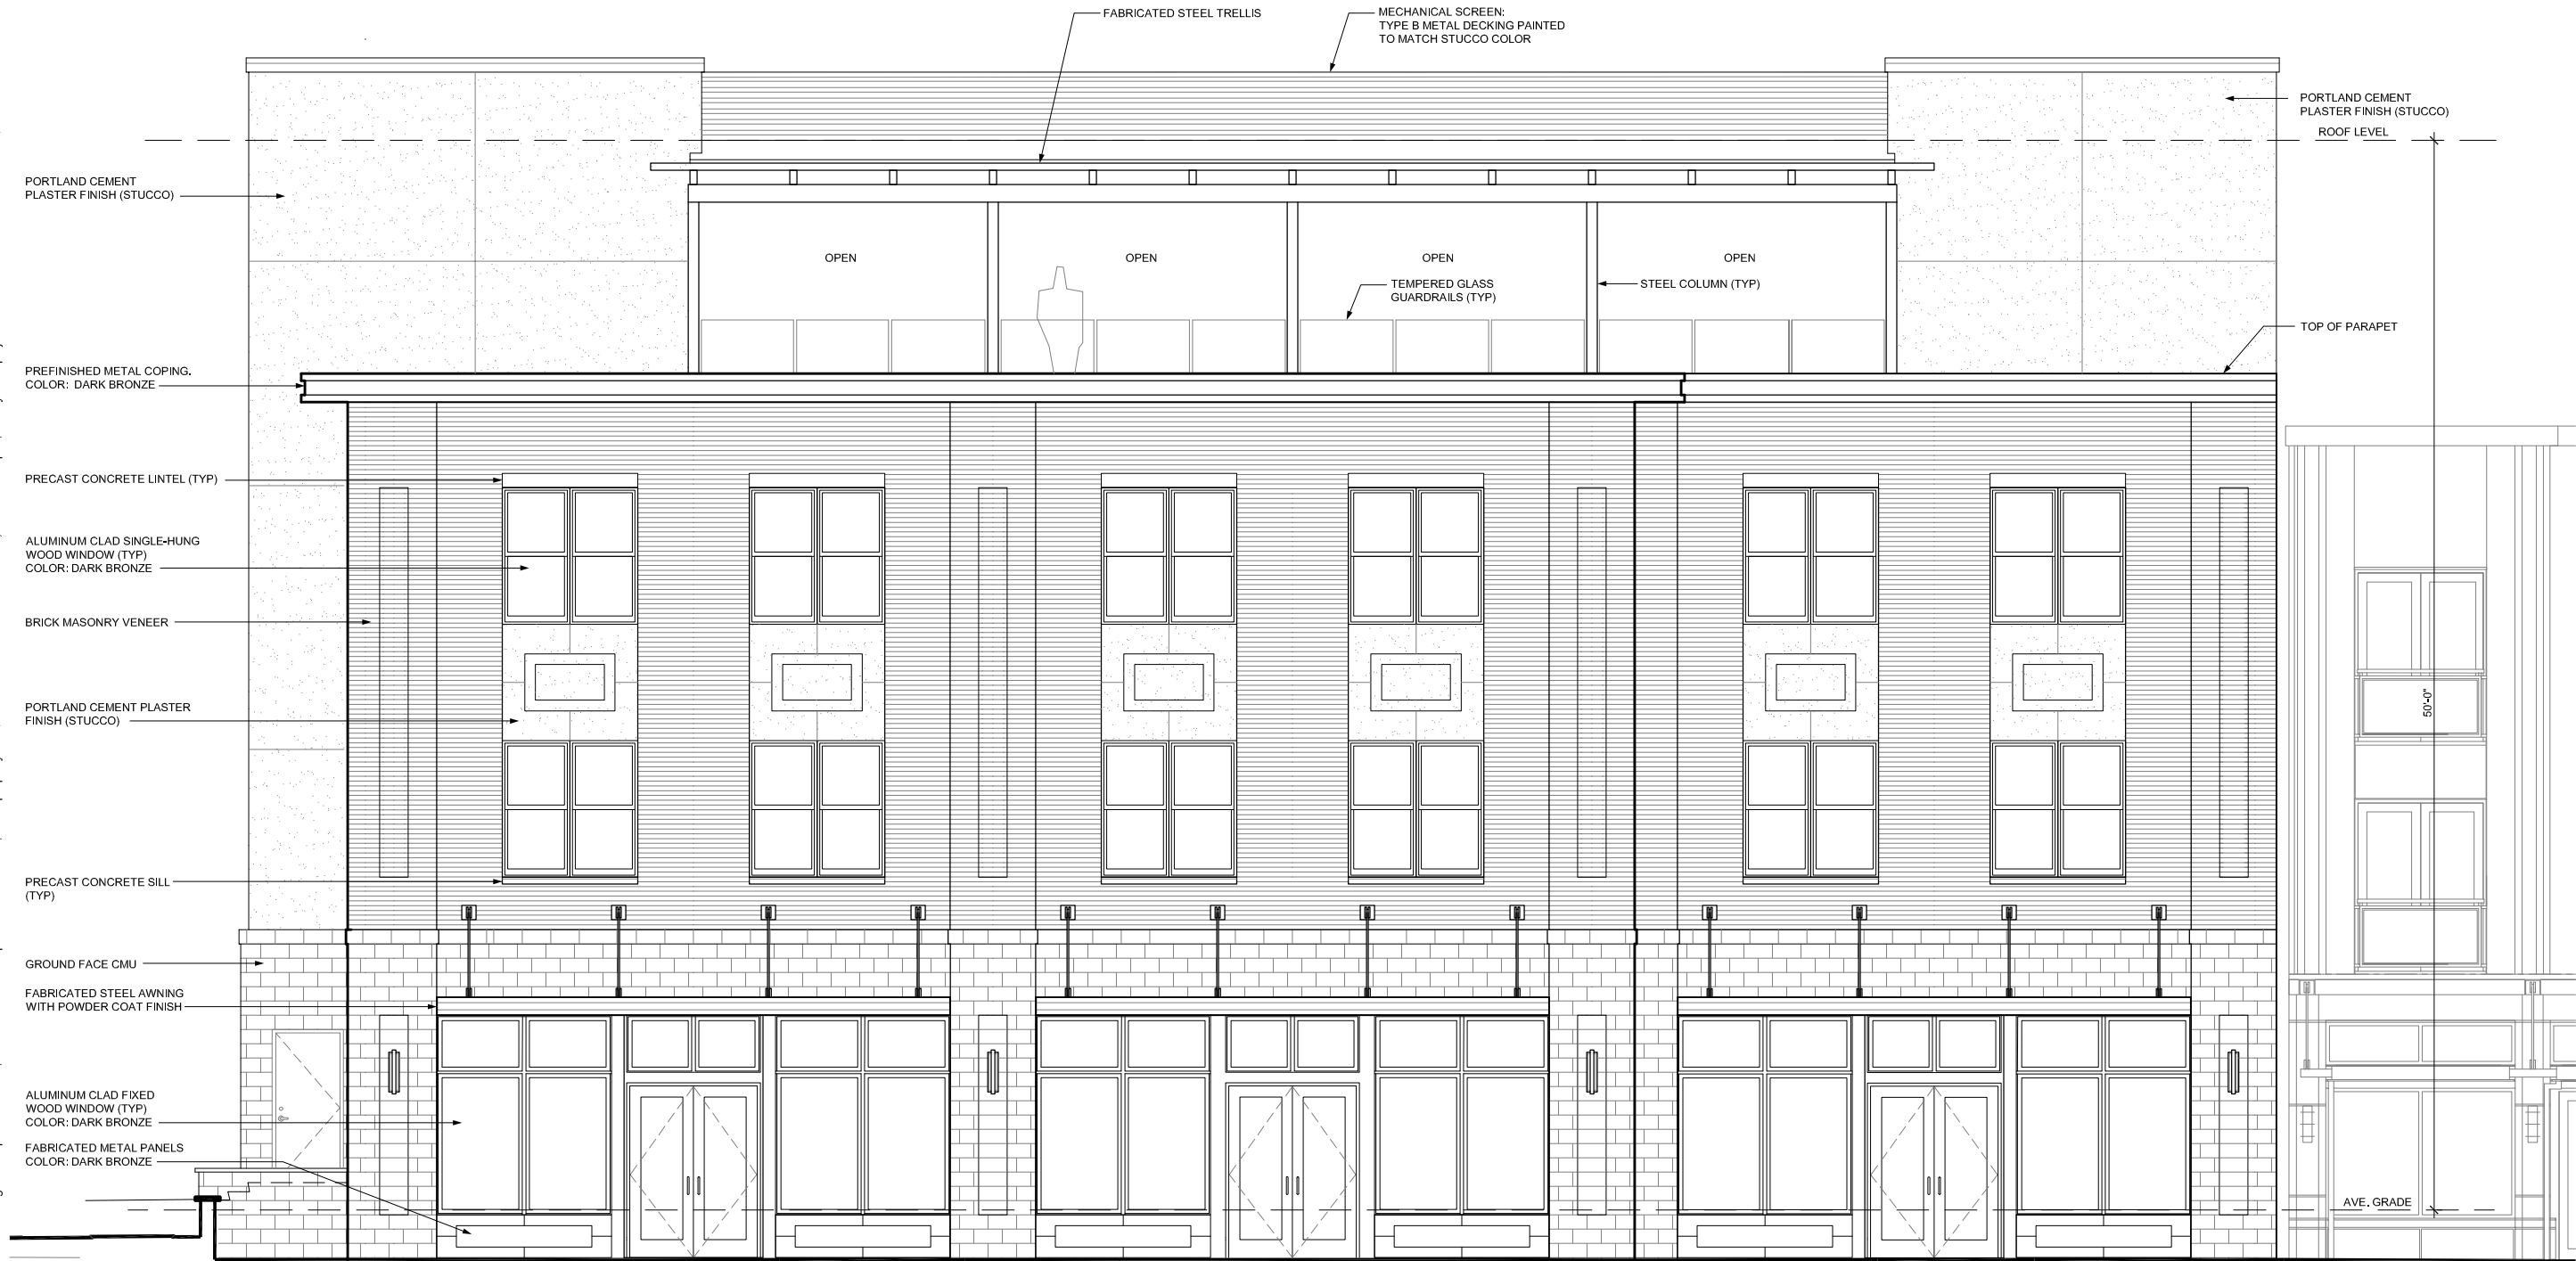 FABRICATED STEEL TRELLIS
MECHANICAL SCREEN:
TYPE B METAL DECKING PAINTED
TO MATCH STUCCO COLOR
PORTLAND CEMENT
PLASTER FINISH (STUCCO)
ROOF LEVEL
PORTLAND CEMENT
PLASTER FINISH (STUCCO)
OPEN
OPEN
OPEN
OPEN
TEMPERED GLASS
GUARDRAILS (TYP)
STEEL COLUMN (TYP)
TOP OF PARAPET
PREFINISHED METAL COPING.
COLOR: DARK BRONZE
PRECAST CONCRETE LINTEL (TYP)
ALUMINUM CLAD SINGLE-HUNG
WOOD WINDOW (TYP)
COLOR: DARK BRONZE
BRICK MASONRY VENEER
PORTLAND CEMENT PLASTER
FINISH (STUCCO)
50'-0"
PRECAST CONCRETE SILL
(TYP)
GROUND FACE CMU
FABRICATED STEEL AWNING
WITH POWDER COAT FINISH
ALUMINUM CLAD FIXED
WOOD WINDOW (TYP)
COLOR: DARK BRONZE
FABRICATED METAL PANELS
COLOR: DARK BRONZE
AVE. GRADE